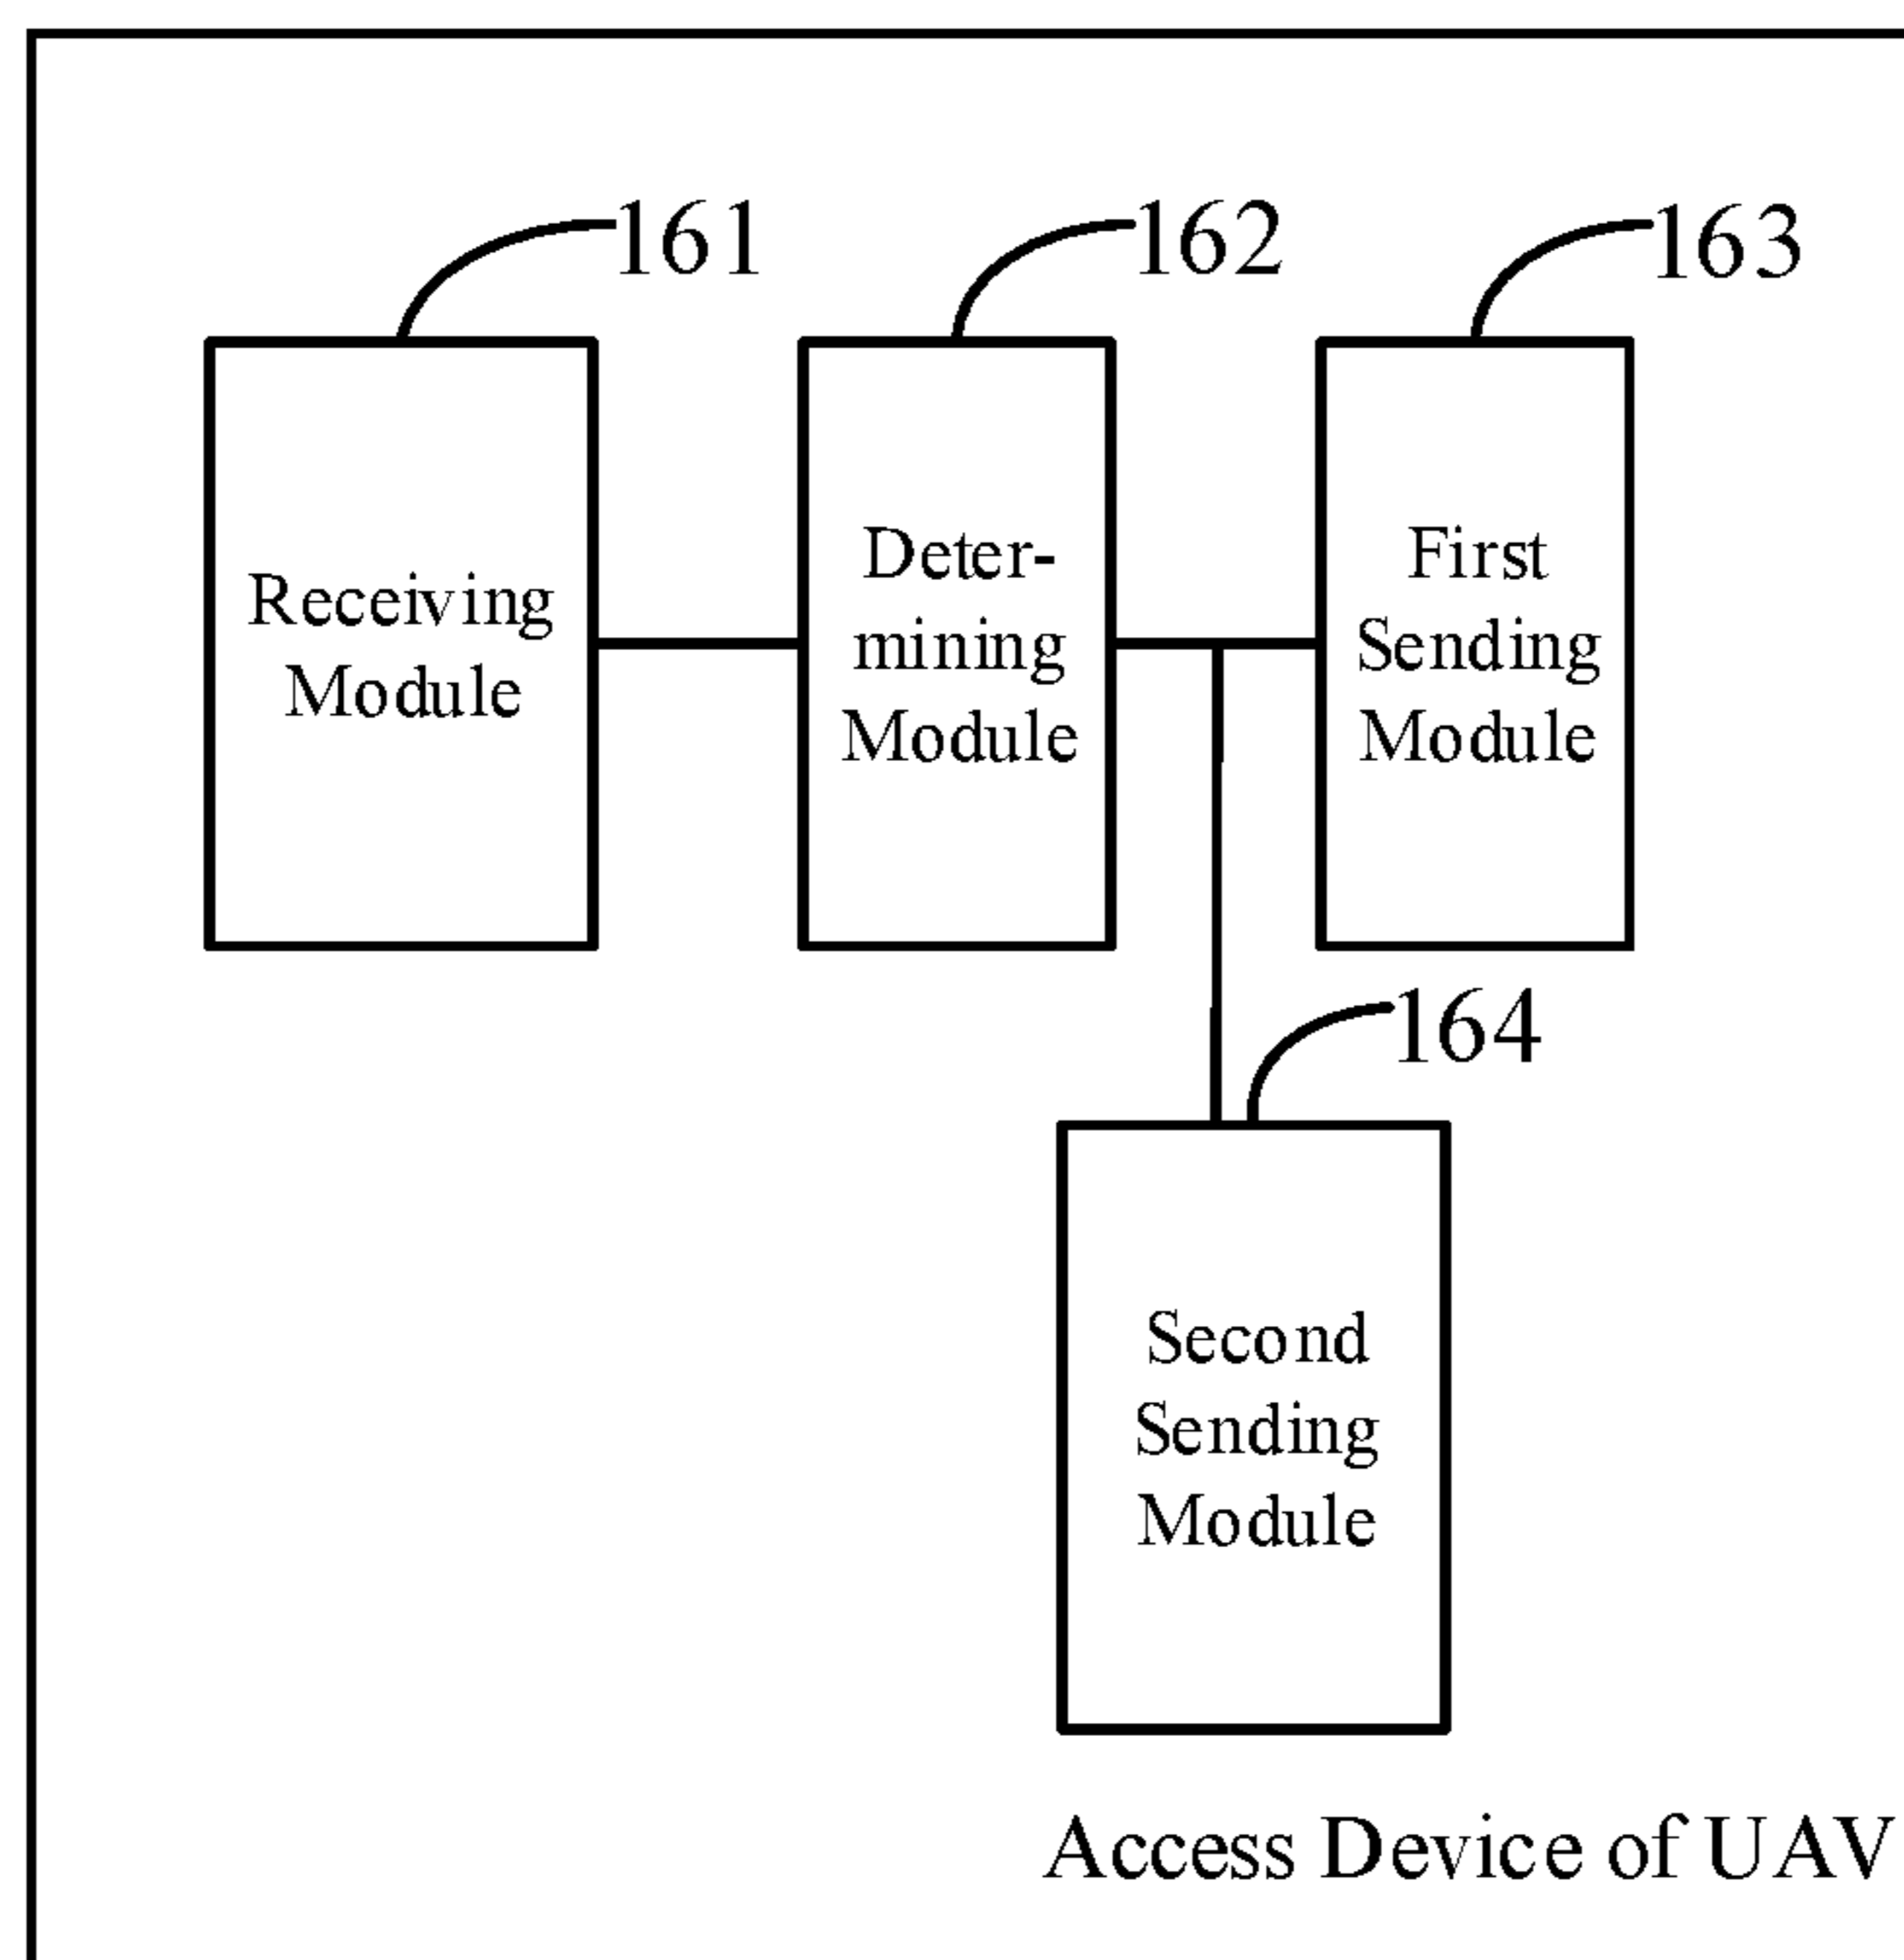 161
162
163
Receiving
Module
Deter-
mining
Module
First
Sending
Module
164
Second
Sending
Module
Access Device of UAV